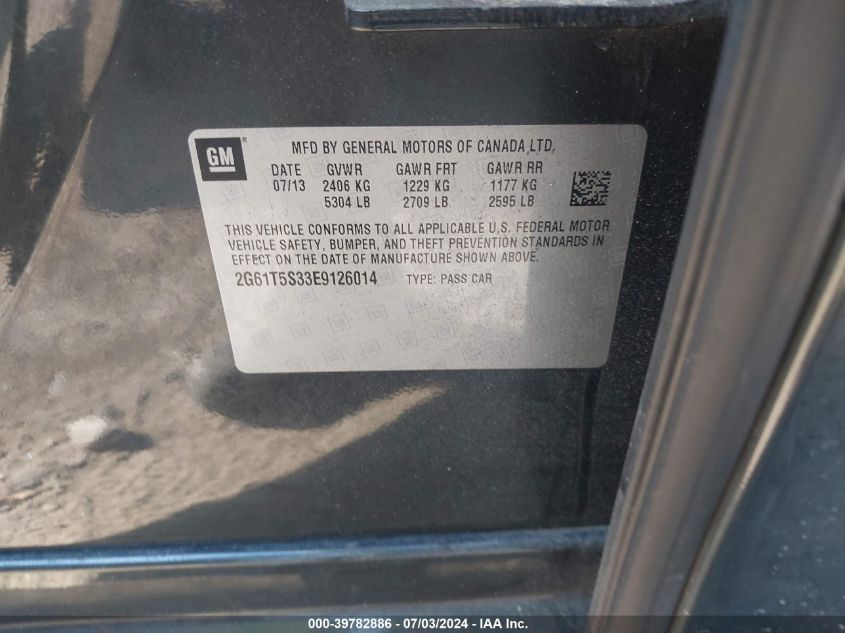 GM
MFD BY GENERAL MOTORS OF CANADA LTD.
DATE GVWR GAWR FRT GAWR RR
07/13 2406 KG 1229 KG 1177 KG
5304 LB 2709 LB 2595 LB
THIS VEHICLE CONFORMS TO ALL APPLICABLE U.S. FEDERAL MOTOR
VEHICLE SAFETY, BUMPER, AND THEFT PREVENTION STANDARDS IN
EFFECT ON THE DATE OF MANUFACTURE SHOWN ABOVE.
2G61T5S33E9126014 TYPE: PASS CAR
000-39782886 - 07/03/2024 - IAA Inc.